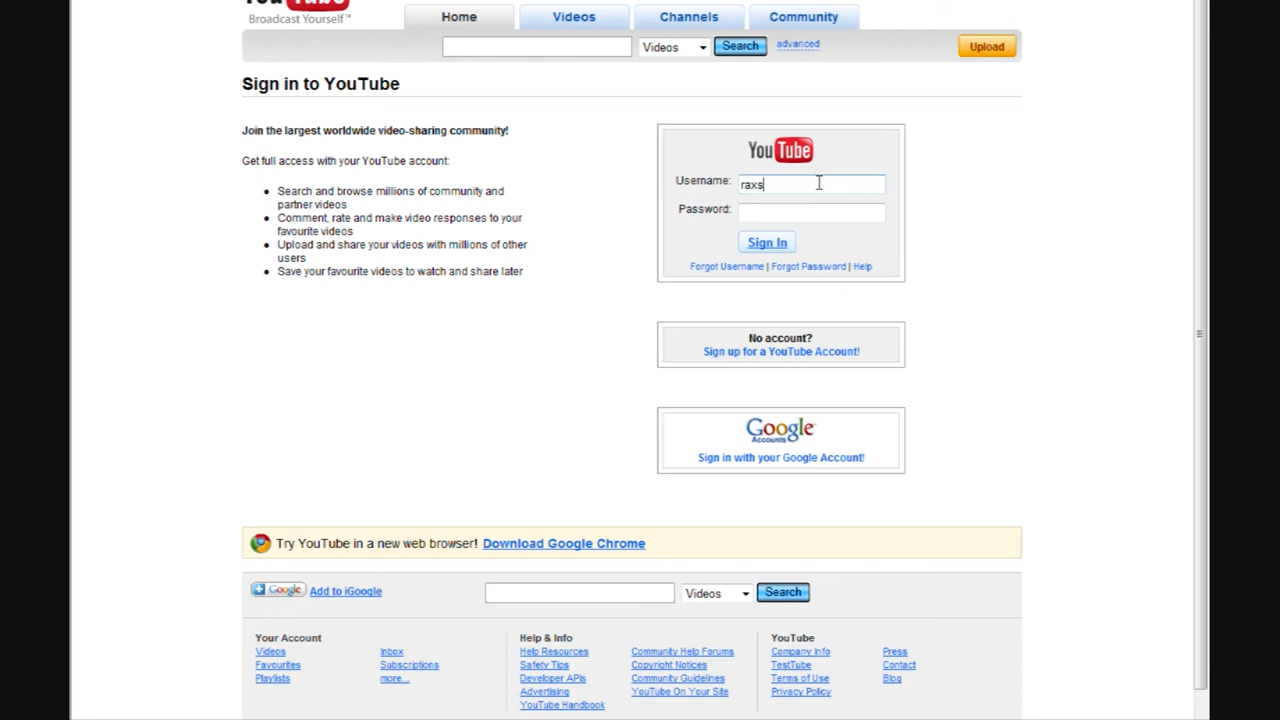 You Tube
Broadcast Yourself™
Home Videos Channels Community
Videos Search advanced Upload
Sign in to YouTube
Join the largest worldwide video-sharing community!
Get full access with your YouTube account:
Search and browse millions of community and
partner videos
Comment, rate and make video responses to your
favourite videos
Upload and share your videos with millions of other
users
Save your favourite videos to watch and share later
You Tube
Username: raxs
Password:
Sign In
Forgot Username | Forgot Password | Help
No account?
Sign up for a YouTube Account!
Google
Accounts
Sign in with your Google Account!
Try YouTube in a new web browser! Download Google Chrome
Google Add to iGoogle Videos Search
Your Account
Videos Inbox
Favourites Subscriptions
Playlists more...
Help & Info
Help Resources Community Help Forums
Safety Tips Copyright Notices
Developer APIs Community Guidelines
Advertising YouTube On Your Site
YouTube Handbook
YouTube
Company Info Press
TestTube Contact
Terms of Use Blog
Privacy Policy